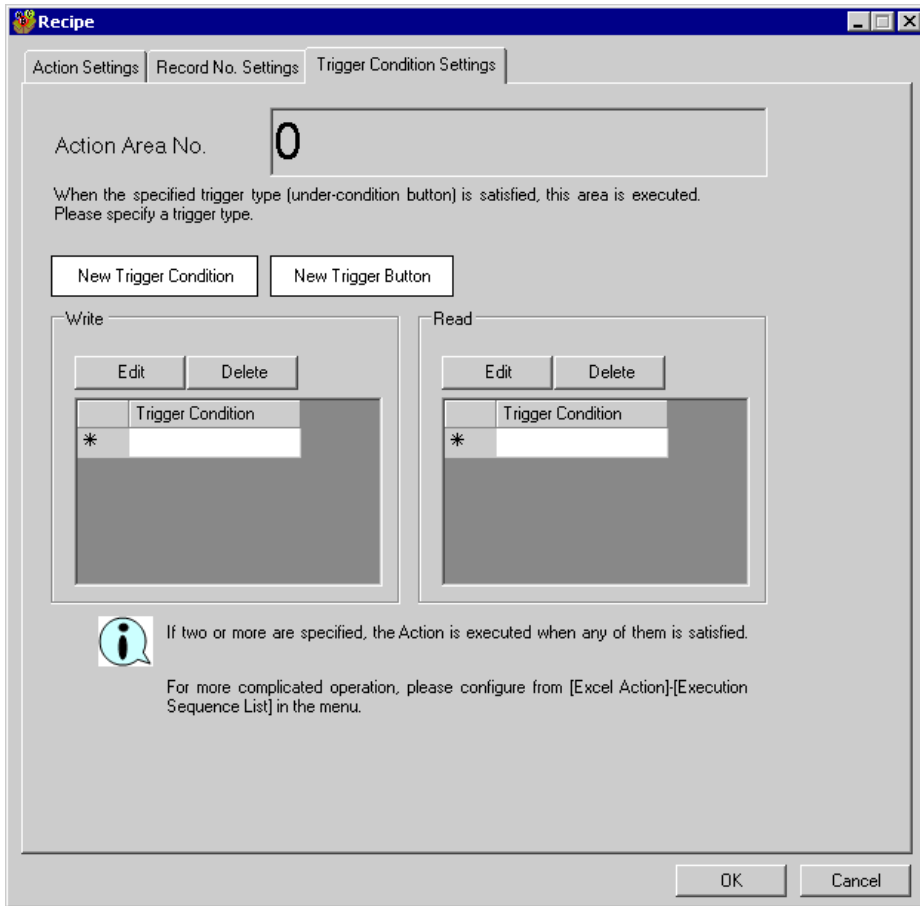 Recipe
Action Settings
Record No. Settings
Trigger Condition Settings
Action Area No.
0
When the specified trigger type (under-condition button) is satisfied, this area is executed.
Please specify a trigger type.
New Trigger Condition
New Trigger Button
Write
Read
Edit
Delete
Edit
Delete
Trigger Condition
Trigger Condition
*
*
If two or more are specified, the Action is executed when any of them is satisfied.
For more complicated operation, please configure from [Excel Action]-[Execution
Sequence List] in the menu.
OK
Cancel